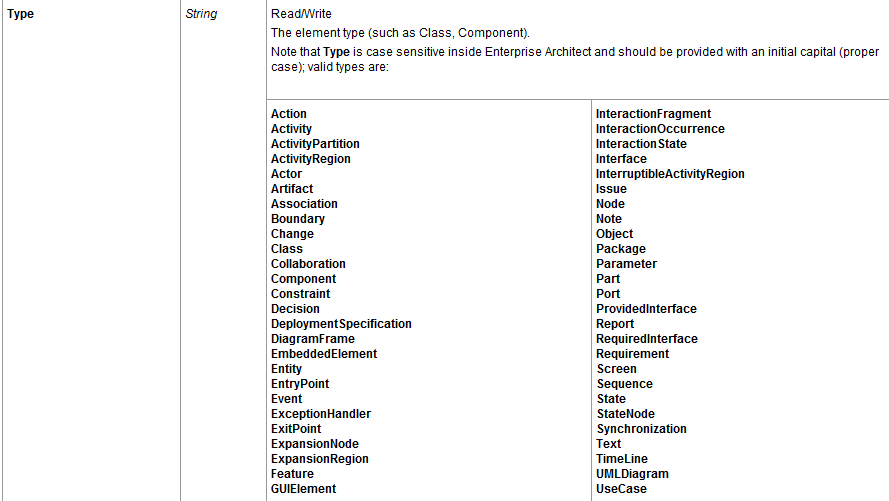 Type
String
Read/Write
The element type (such as Class, Component).
Note that Type is case sensitive inside Enterprise Architect and should be provided with an initial capital (proper
case); valid types are:
Action
Activity
ActivityPartition
ActivityRegion
Actor
Artifact
Association
Boundary
Change
Class
Collaboration
Component
Constraint
Decision
DeploymentSpecification
DiagramFrame
EmbeddedElement
Entity
EntryPoint
Event
ExceptionHandler
ExitPoint
ExpansionNode
ExpansionRegion
Feature
GUIElement
InteractionFragment
InteractionOccurrence
InteractionState
Interface
InterruptibleActivityRegion
Issue
Node
Note
Object
Package
Parameter
Part
Port
ProvidedInterface
Report
RequiredInterface
Requirement
Screen
Sequence
State
StateNode
Synchronization
Text
TimeLine
UMLDiagram
UseCase